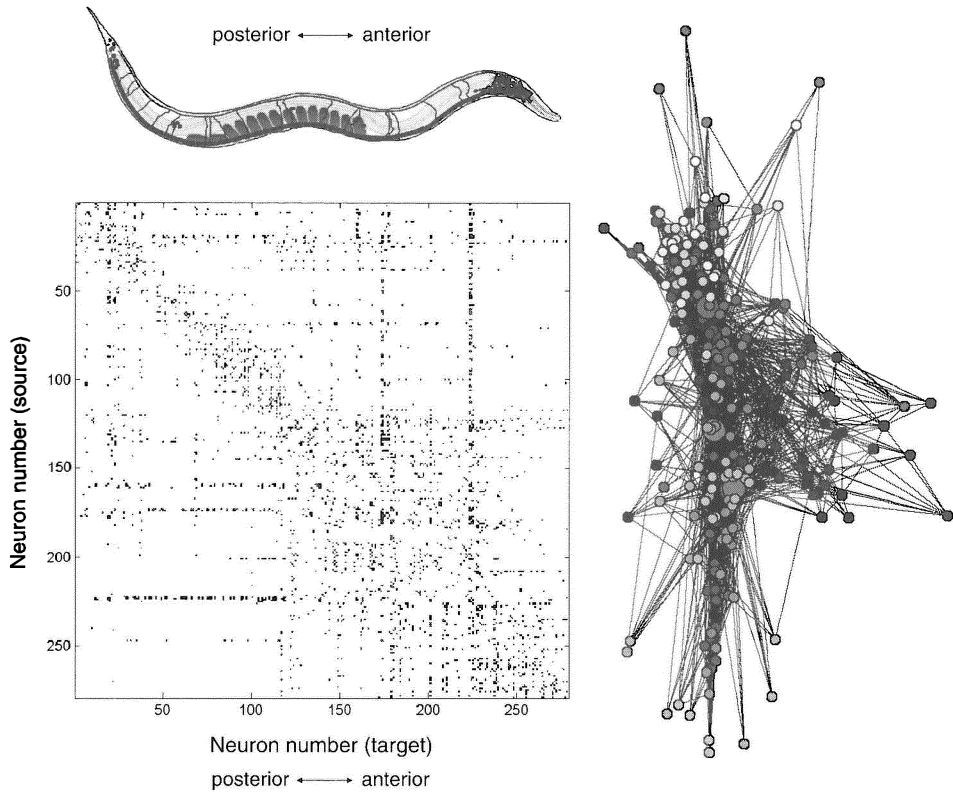 posterior ⟷ anterior
Neuron number (source)
50
100
150
200
250
50 100 150 200 250
Neuron number (target)
posterior ⟷ anterior